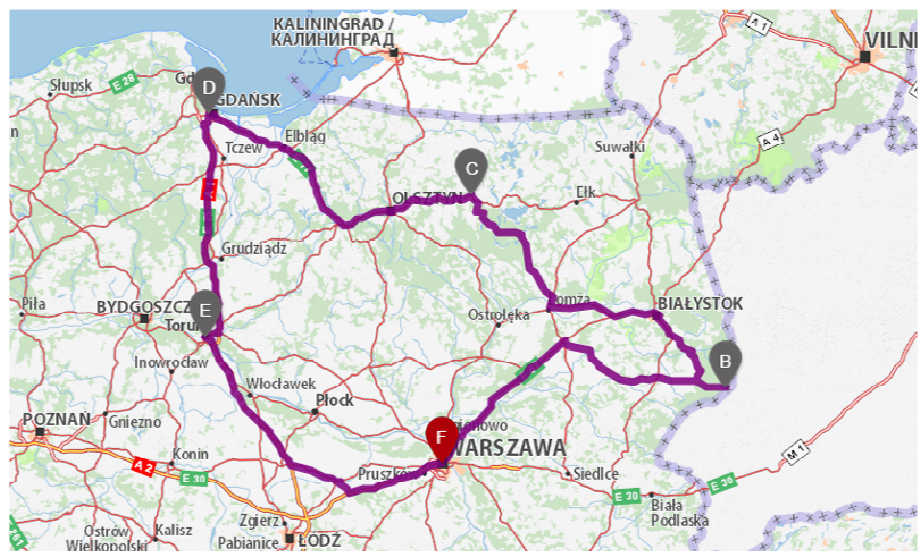 KALININGRAD /
КАЛИНИНГРАД
A 1
VILNI
Słupsk
E 28
D
GDAŃSK
Elbląg
Tczew
A 4
Suwałki
C
OLSZTYN
Ełk
Grudziądz
Piła
BYDGOSZCZ
E
Toruń
Łomża
BIAŁYSTOK
Ostrołęka
Inowrocław
B
Włocławek
Płock
POZNAŃ
Gniezno
F
WARSZAWA
M 1
A 2
Konin
E 30
Pruszków
Siedlce
E 30
E 30
Biała
Podlaska
Zgierz
Ostrów
Wielkopolski
Kalisz
Pabianice
ŁÓDŹ